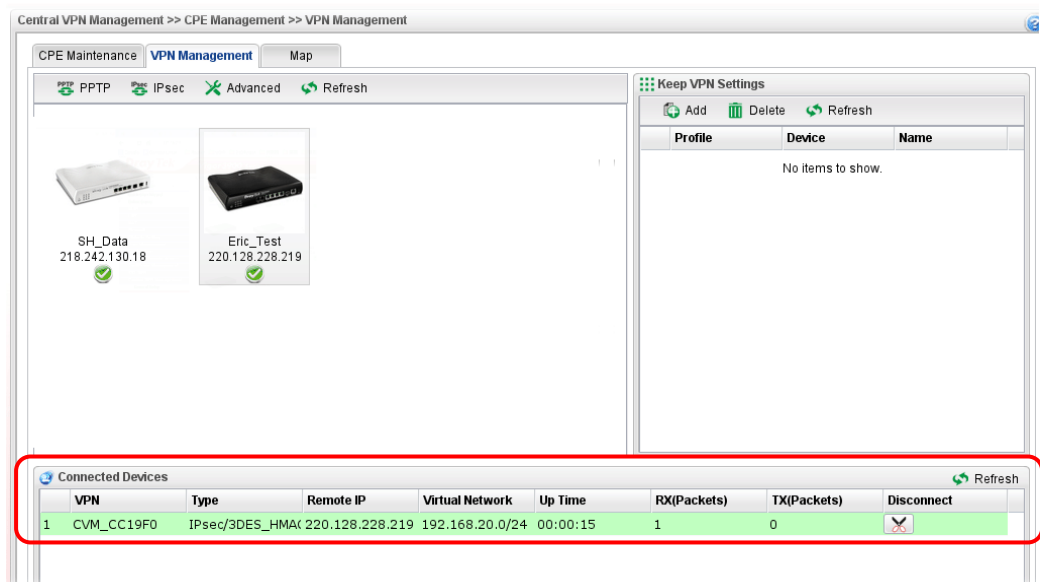 Central VPN Management >> CPE Management >> VPN Management
CPE Maintenance VPN Management Map
PPTP IPsec Advanced Refresh
Keep VPN Settings
Add Delete Refresh
Profile Device Name
No items to show.
SH_Data
218.242.130.18
Eric_Test
220.128.228.219
Connected Devices Refresh
VPN Type Remote IP Virtual Network Up Time RX(Packets) TX(Packets) Disconnect
1 CVM_CC19F0 IPsec/3DES_HMA( 220.128.228.219 192.168.20.0/24 00:00:15 1 0